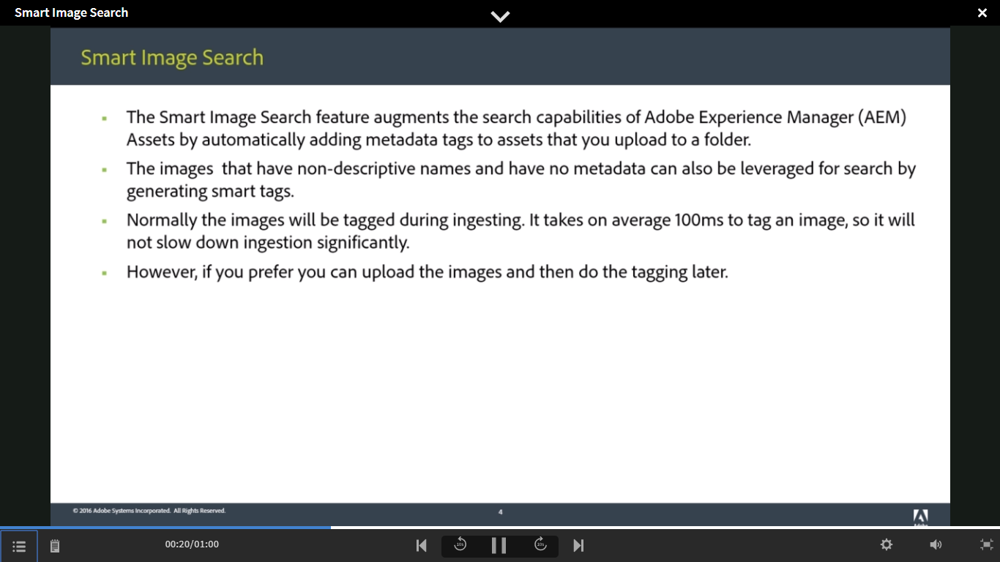 Smart Image Search
Smart Image Search
The Smart Image Search feature augments the search capabilities of Adobe Experience Manager (AEM)
Assets by automatically adding metadata tags to assets that you upload to a folder.
The images  that have non-descriptive names and have no metadata can also be leveraged for search by
generating smart tags.
Normally the images will be tagged during ingesting. It takes on average 100ms to tag an image, so it will
not slow down ingestion significantly.
However, if you prefer you can upload the images and then do the tagging later.
© 2016 Adobe Systems Incorporated.  All Rights Reserved.
4
Adobe
00:20/01:00
10s
10s